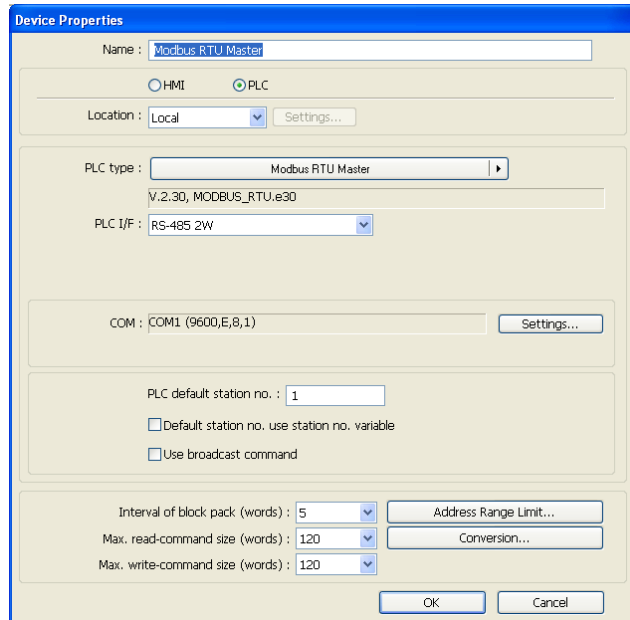 Device Properties
Name : Modbus RTU Master
HMI PLC
Location : Local Settings...
PLC type : Modbus RTU Master
V.2.30, MODBUS_RTU.e30
PLC I/F : RS-485 2W
COM : COM1 (9600,E,8,1) Settings...
PLC default station no. : 1
Default station no. use station no. variable
Use broadcast command
Interval of block pack (words) : 5 Address Range Limit...
Max. read-command size (words) : 120 Conversion...
Max. write-command size (words) : 120
OK Cancel